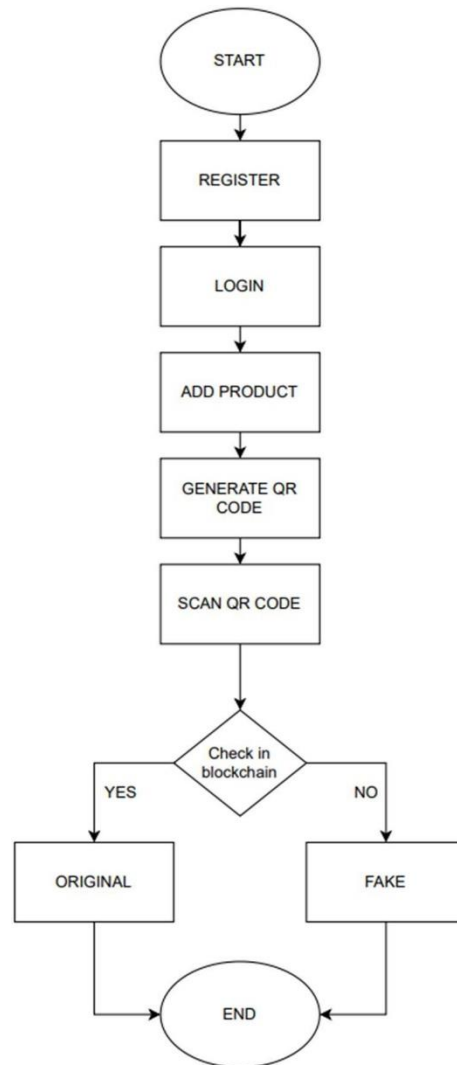 START
REGISTER
LOGIN
ADD PRODUCT
GENERATE QR
CODE
SCAN QR CODE
Check in
blockchain
YES
NO
ORIGINAL
FAKE
END